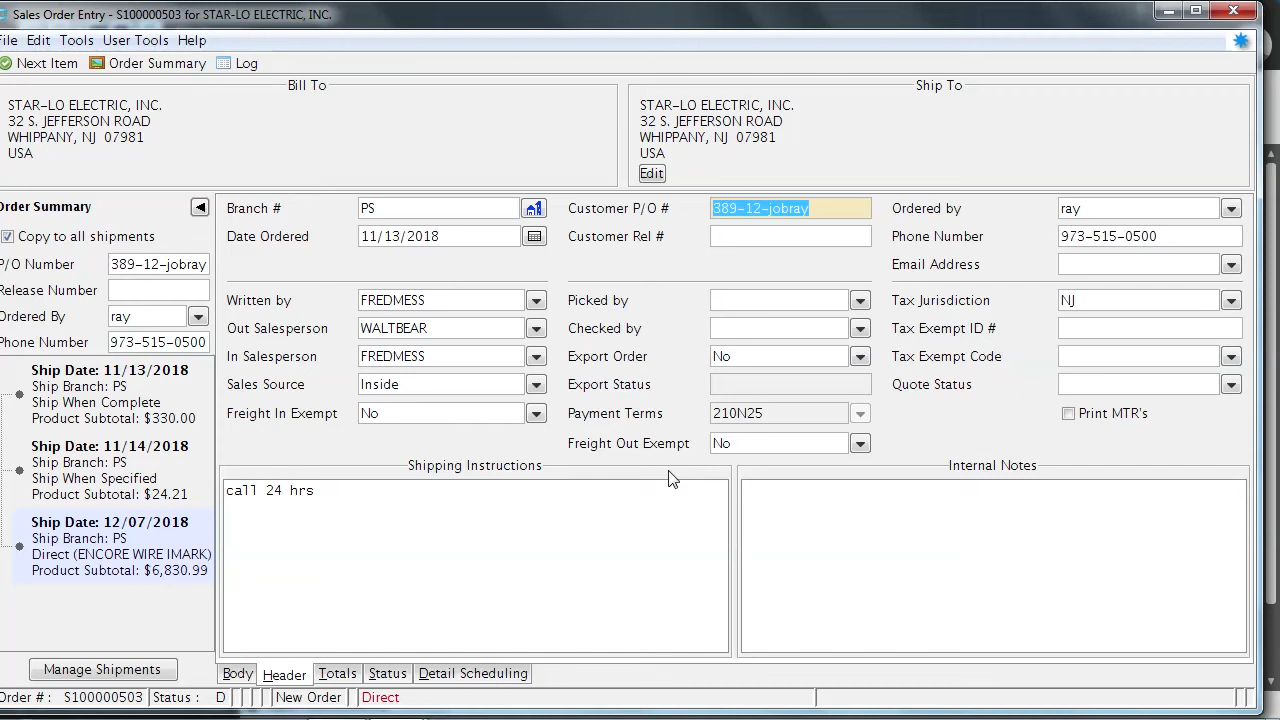 Sales Order Entry - S100000503 for STAR-LO ELECTRIC, INC.
File Edit Tools User Tools Help
Next Item Order Summary Log
Bill To
STAR-LO ELECTRIC, INC.
32 S. JEFFERSON ROAD
WHIPPANY, NJ 07981
USA
Ship To
STAR-LO ELECTRIC, INC.
32 S. JEFFERSON ROAD
WHIPPANY, NJ 07981
USA
Edit
Order Summary
Copy to all shipments
P/O Number 389-12-jobray
Release Number
Ordered By ray
Phone Number 973-515-0500
Ship Date: 11/13/2018
Ship Branch: PS
Ship When Complete
Product Subtotal: $330.00
Ship Date: 11/14/2018
Ship Branch: PS
Ship When Specified
Product Subtotal: $24.21
Ship Date: 12/07/2018
Ship Branch: PS
Direct (ENCORE WIRE IMARK)
Product Subtotal: $6,830.99
Manage Shipments
Branch # PS
Date Ordered 11/13/2018
Written by FREDMESS
Out Salesperson WALTBEAR
In Salesperson FREDMESS
Sales Source Inside
Freight In Exempt No
Customer P/O # 389-12-jobray
Customer Rel #
Picked by
Checked by
Export Order No
Export Status
Payment Terms 210N25
Freight Out Exempt No
Ordered by ray
Phone Number 973-515-0500
Email Address
Tax Jurisdiction NJ
Tax Exempt ID #
Tax Exempt Code
Quote Status
Print MTR's
Shipping Instructions
call 24 hrs
Internal Notes
Body Header Totals Status Detail Scheduling
Order # : S100000503 Status : D New Order Direct